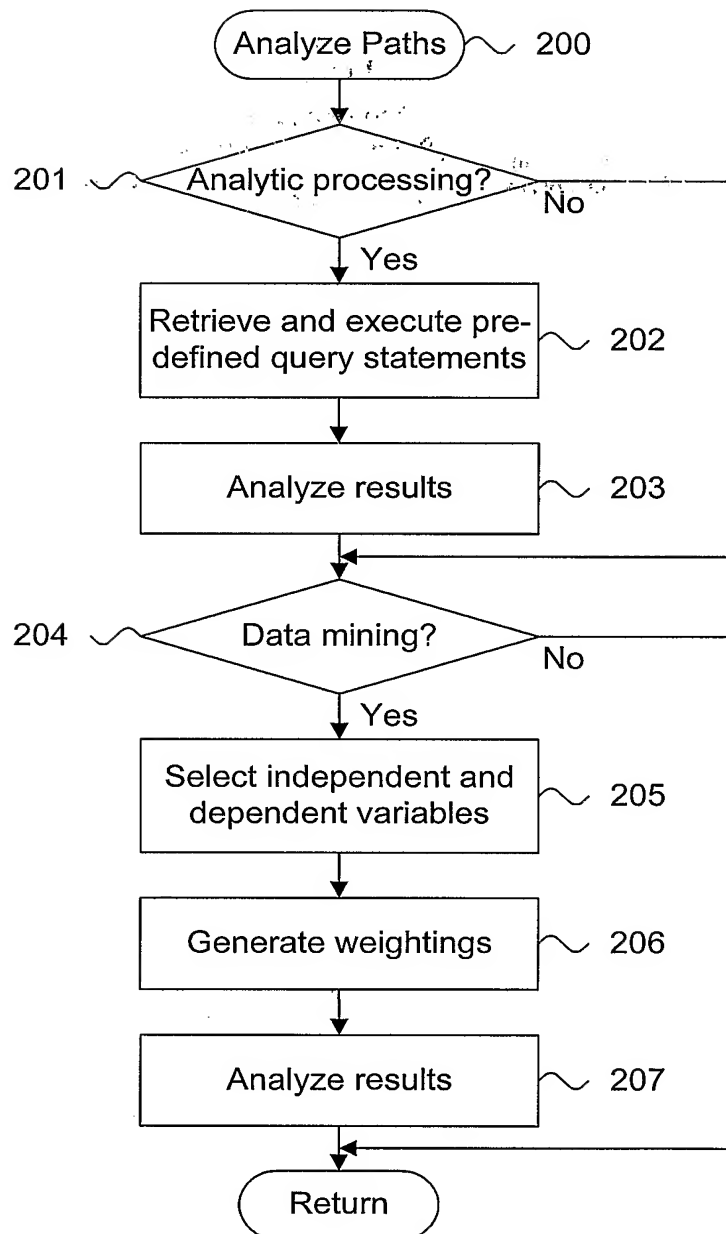 Analyze Paths 200
201 Analytic processing?
No
Yes
Retrieve and execute pre-
defined query statements
202
Analyze results 203
204 Data mining?
No
Yes
Select independent and
dependent variables
205
Generate weightings 206
Analyze results 207
Return